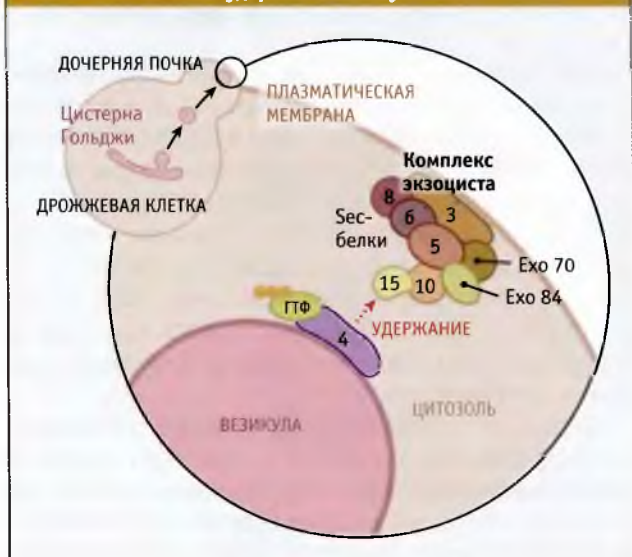 ДОЧЕРНЯЯ ПОЧКА
ПЛАЗМАТИЧЕСКАЯ
МЕМБРАНА
Цистерна
Гольджи
ДРОЖЖЕВАЯ КЛЕТКА
Комплекс
экзоциста
Sec-
белки
8
6
3
5
15
10
Exo 70
Exo 84
ГТФ
4
УДЕРЖАНИЕ
ВЕЗИКУЛА
ЦИТОЗОЛЬ